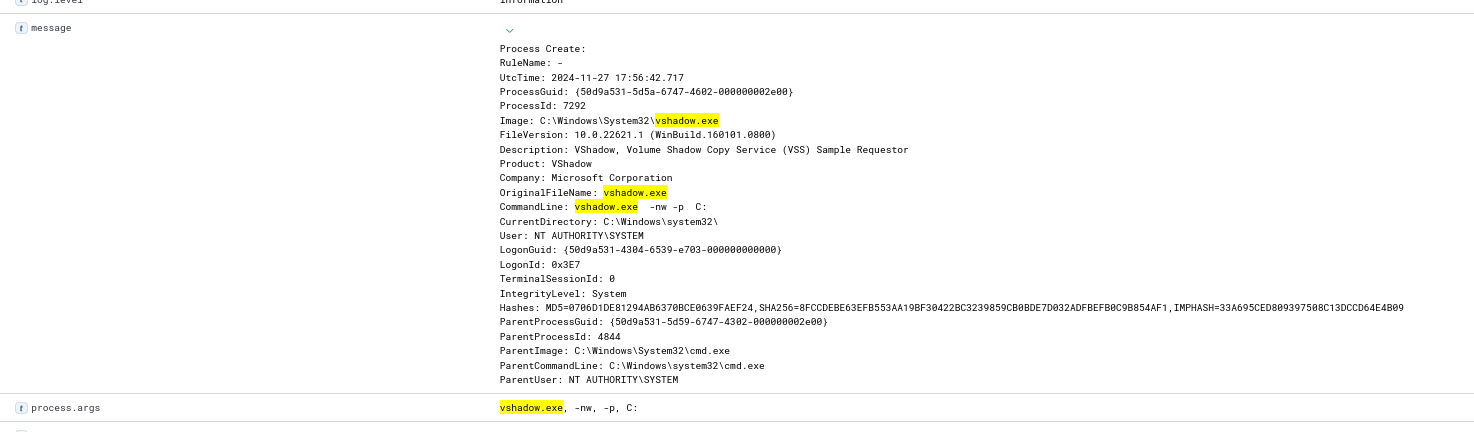 log.level information
message
Process Create:
RuleName: -
UtcTime: 2024-11-27 17:56:42.717
ProcessGuid: {50d9a531-5d5a-6747-4602-000000002e00}
ProcessId: 7292
Image: C:\Windows\System32\vshadow.exe
FileVersion: 10.0.22621.1 (WinBuild.160101.0800)
Description: VShadow, Volume Shadow Copy Service (VSS) Sample Requestor
Product: VShadow
Company: Microsoft Corporation
OriginalFileName: vshadow.exe
CommandLine: vshadow.exe  -nw -p  C:
CurrentDirectory: C:\Windows\system32\
User: NT AUTHORITY\SYSTEM
LogonGuid: {50d9a531-4304-6539-e703-000000000000}
LogonId: 0x3E7
TerminalSessionId: 0
IntegrityLevel: System
Hashes: MD5=0706D1DE81294AB6370BCE0639FAEF24,SHA256=8FCCDEBE63EFB553AA19BF30422BC3239859CB0BDE7D032ADFBEFB0C9B854AF1,IMPHASH=33A695CED809397508C13DCCD64E4B09
ParentProcessGuid: {50d9a531-5d59-6747-4302-000000002e00}
ParentProcessId: 4844
ParentImage: C:\Windows\System32\cmd.exe
ParentCommandLine: C:\Windows\system32\cmd.exe
ParentUser: NT AUTHORITY\SYSTEM
process.args vshadow.exe, -nw, -p, C: